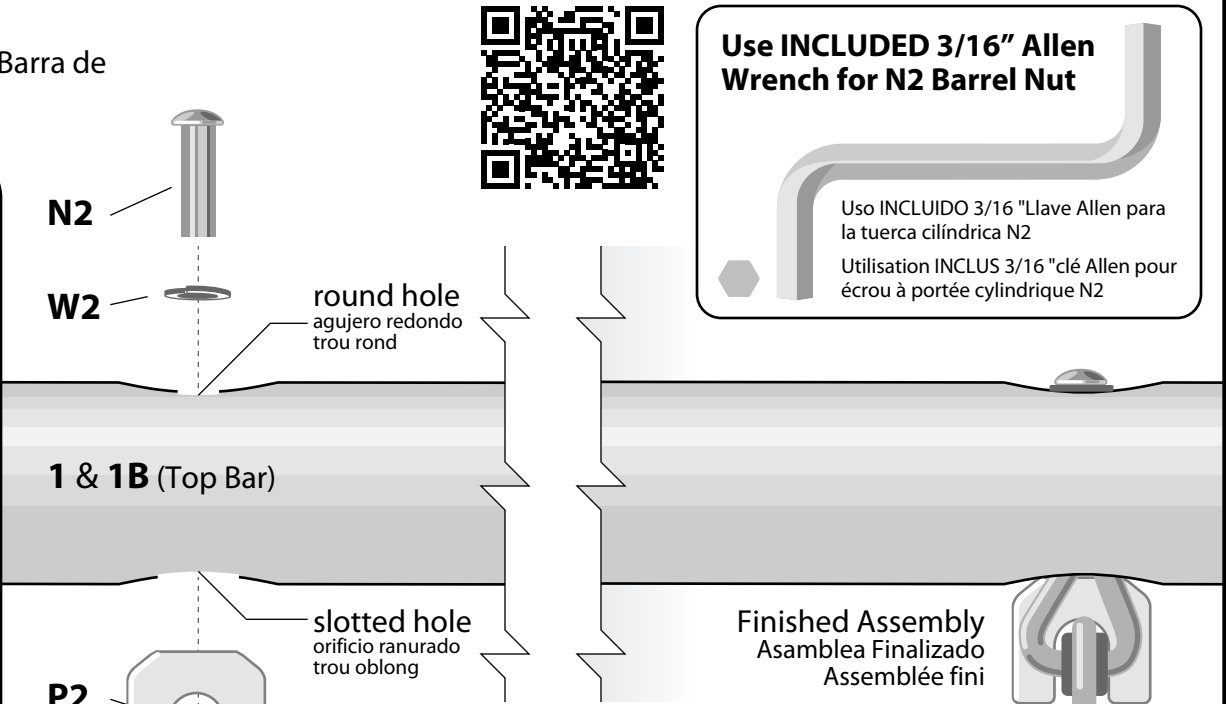 Barra de
Use INCLUDED 3/16” Allen
Wrench for N2 Barrel Nut
Uso INCLUIDO 3/16 "Llave Allen para
la tuerca cilíndrica N2
Utilisation INCLUS 3/16 "clé Allen pour
écrou à portée cylindrique N2
N2
W2
round hole
agujero redondo
trou rond
1 & 1B (Top Bar)
slotted hole
orificio ranurado
trou oblong
Finished Assembly
Asamblea Finalizado
Assemblée fini
P2